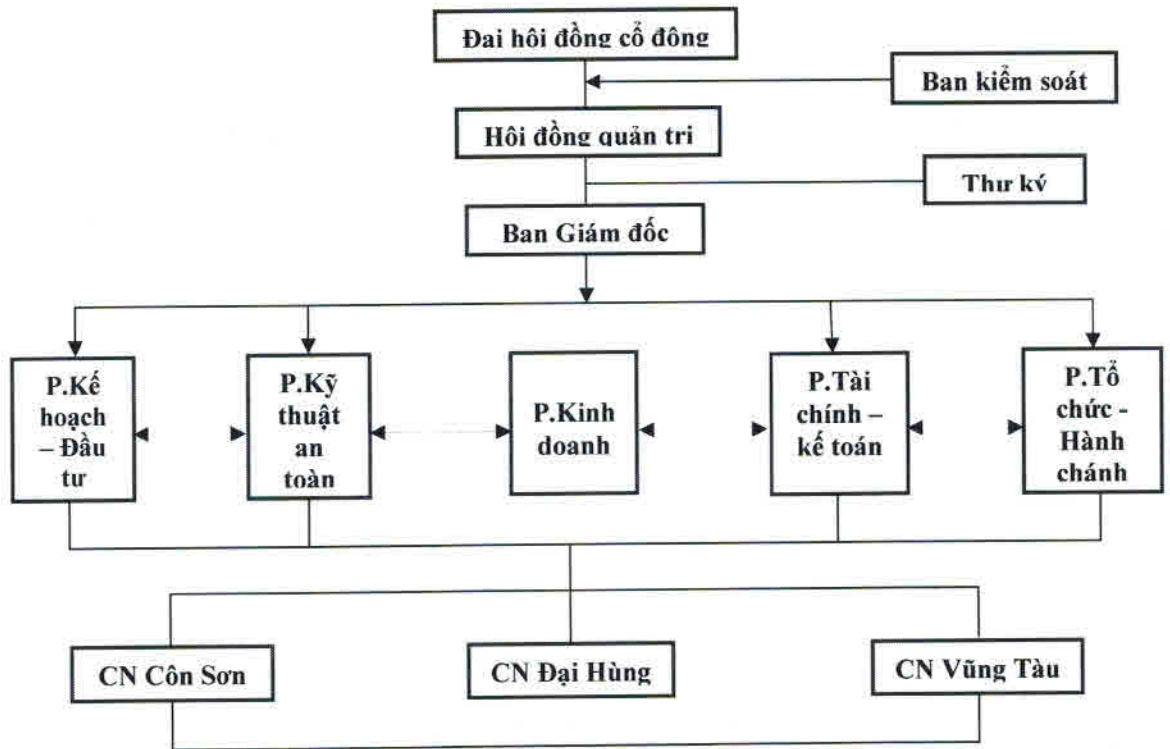 Đai hôi đồng cổ đông
Ban kiểm soát
Hôi đồng quản tri
Thư ký
Ban Giám đốc
P.Kế
hoạch
– Đầu
tư
P.Kỹ
thuật
an
toàn
P.Kinh
doanh
P.Tài
chính –
kế toán
P.Tổ
chức -
Hành
chánh
CN Côn Sơn
CN Đại Hùng
CN Vũng Tàu